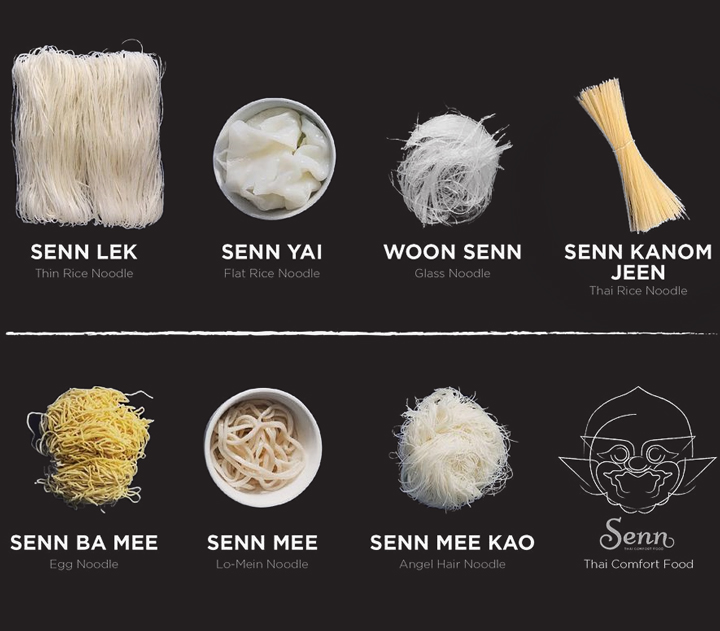 SENN LEK
Thin Rice Noodle
SENN YAI
Flat Rice Noodle
WOON SENN
Glass Noodle
SENN KANOM
JEEN
Thai Rice Noodle
SENN BA MEE
Egg Noodle
SENN MEE
Lo-Mein Noodle
SENN MEE KAO
Angel Hair Noodle
Senn
THAI COMFORT FOOD
Thai Comfort Food